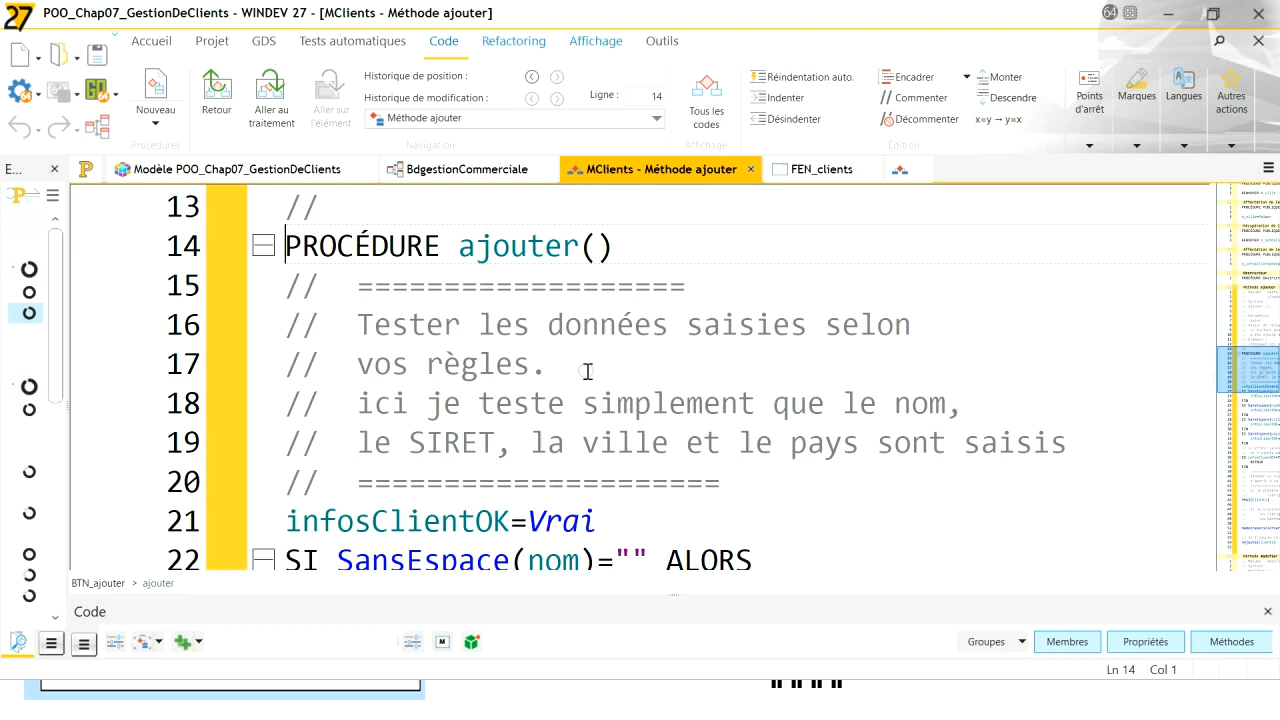 27 POO_Chap07_GestionDeClients - WINDEV 27 - [MClients - Méthode ajouter]
64
Accueil Projet GDS Tests automatiques Code Refactoring Affichage Outils
Historique de position :
Historique de modification :
Ligne : 14
Méthode ajouter
GO
Nouveau
Retour
Aller au traitement
Aller sur l'élément
Tous les codes
Réindentation auto.
Indenter
Désindenter
Encadrer
Commenter
Décommenter
Monter
Descendre
x=y → y=x
Points d'arrêt
Marques
Langues
Autres actions
Procédures Navigation Affichage Edition
E... Modèle POO_Chap07_GestionDeClients BdgestionCommerciale MClients - Méthode ajouter FEN_clients
13 //
14 PROCÉDURE ajouter()
15 // ===================
16 // Tester les données saisies selon
17 // vos règles.
18 // ici je teste simplement que le nom,
19 // le SIRET, la ville et le pays sont saisis
20 // =====================
21 infosClientOK=Vrai
22 SI SansEspace(nom)="" ALORS
BTN_ajouter > ajouter
Code
Groupes Membres Propriétés Méthodes
Ln 14 Col 1